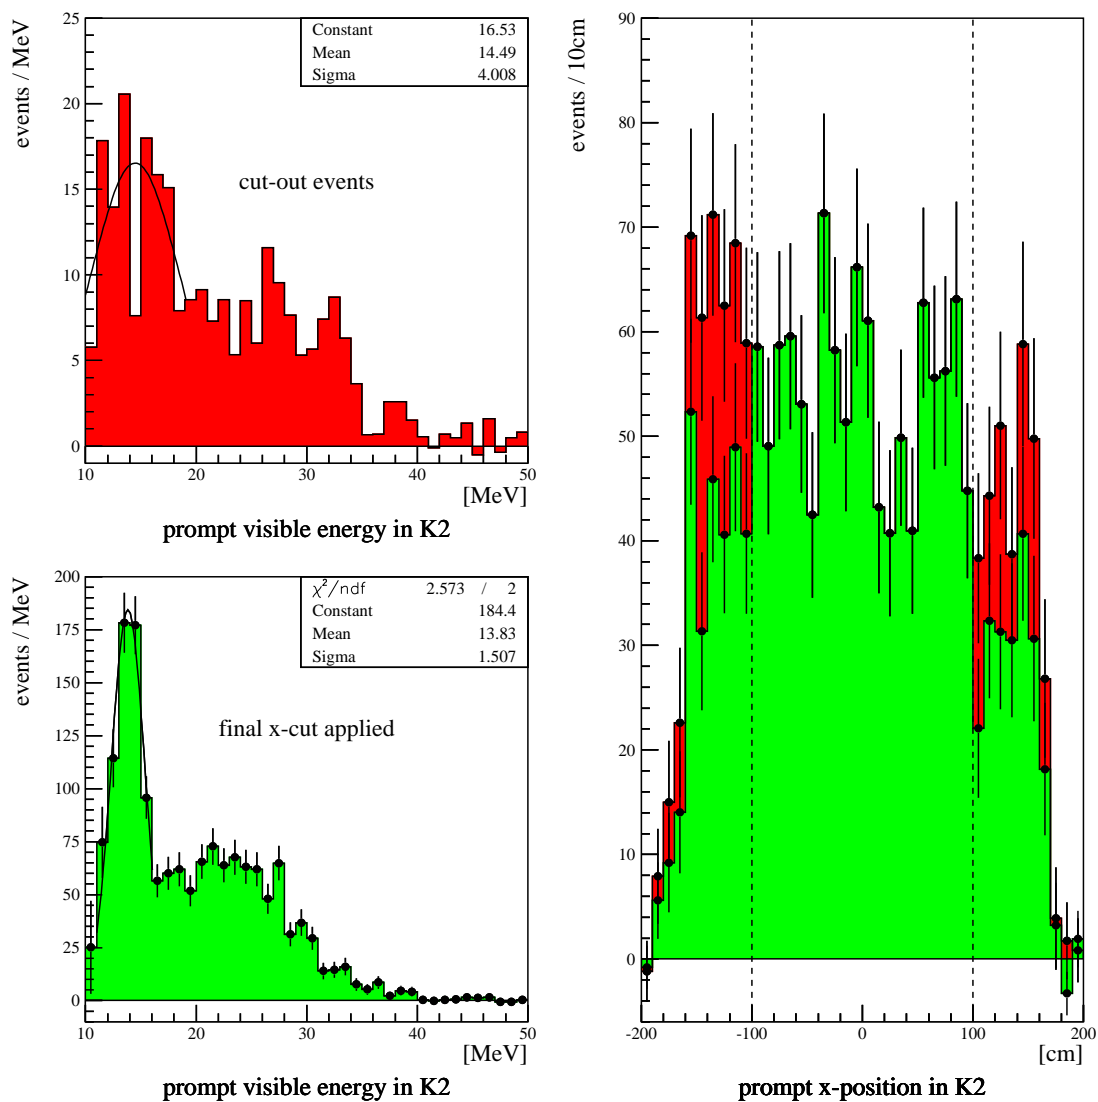 events / MeV
25
20
15
10
5
0
Constant 16.53
Mean 14.49
Sigma 4.008
cut-out events
10 20 30 40 50
[MeV]
prompt visible energy in K2
events / MeV
200
175
150
125
100
75
50
25
0
χ²/ndf 2.573 / 2
Constant 184.4
Mean 13.83
Sigma 1.507
final x-cut applied
10 20 30 40 50
[MeV]
prompt visible energy in K2
events / 10cm
90
80
70
60
50
40
30
20
10
0
-200 -100 0 100 200
[cm]
prompt x-position in K2